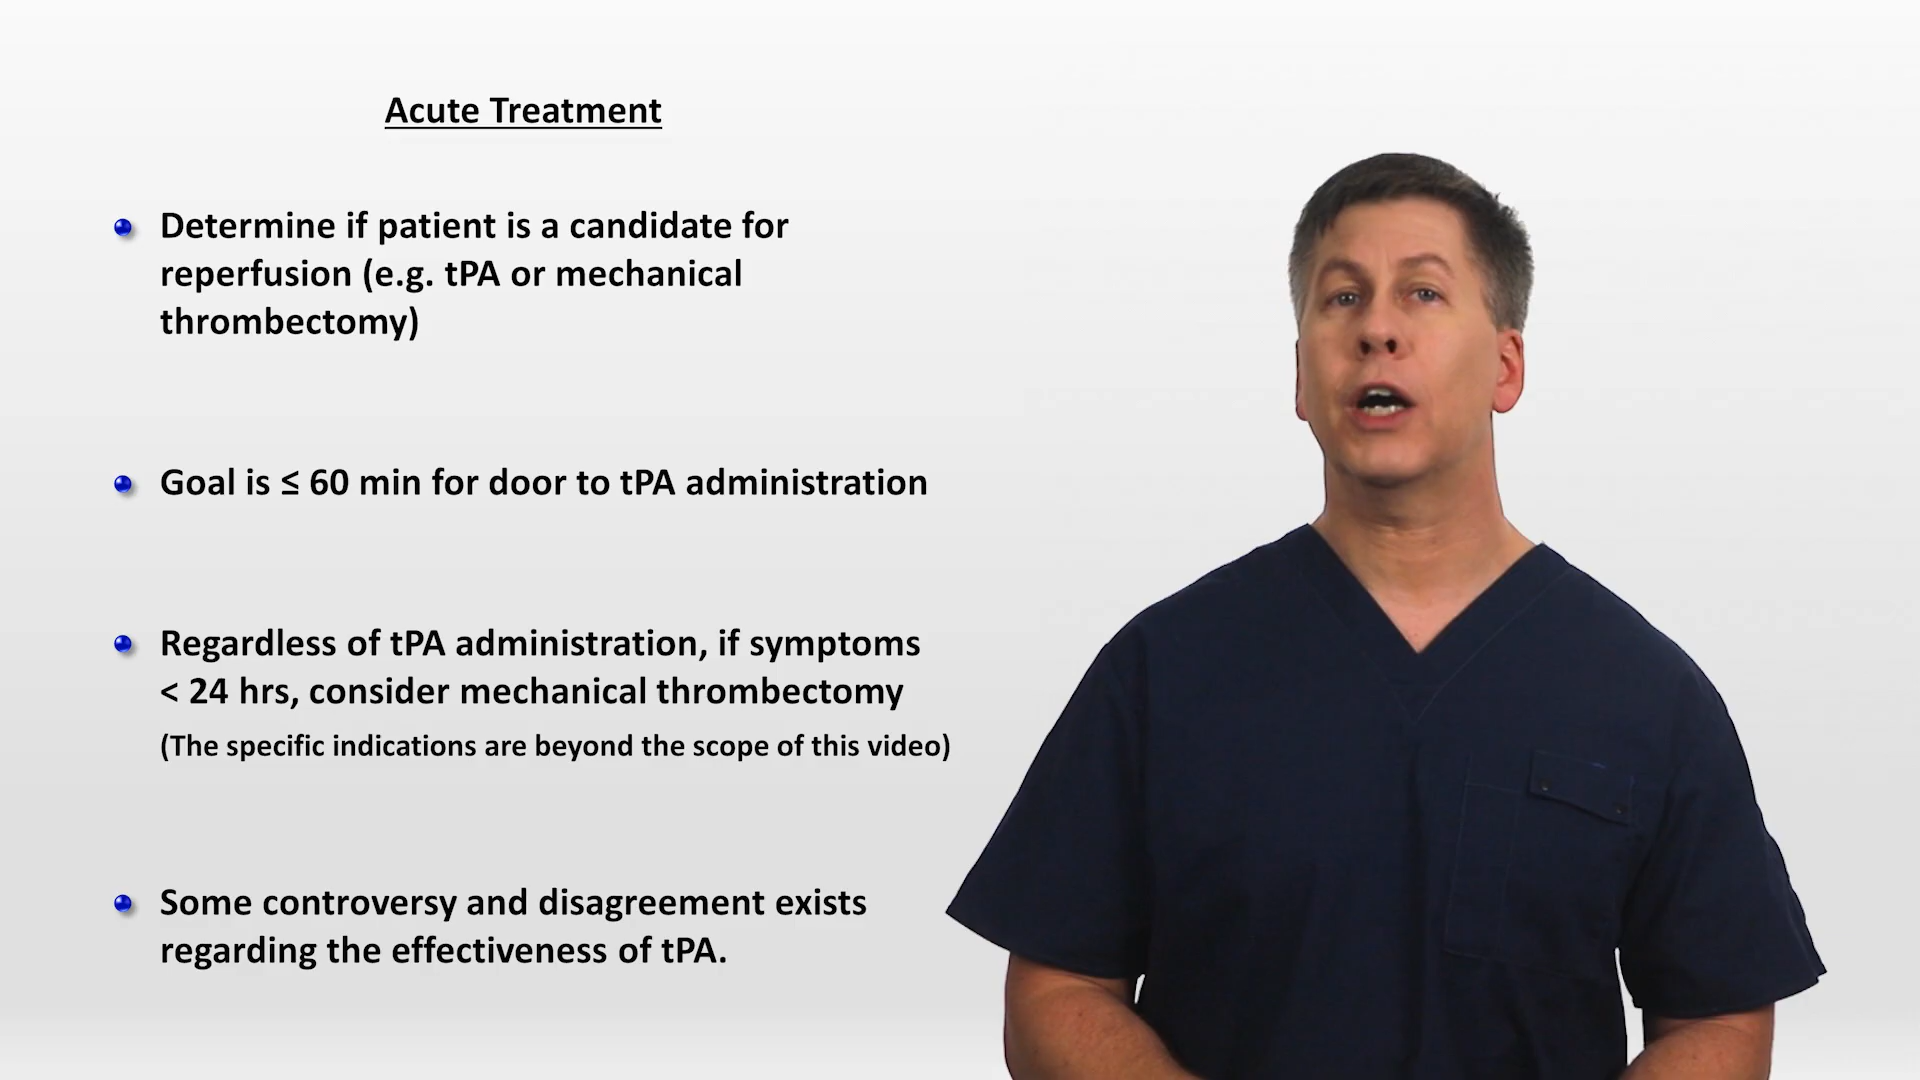 Acute Treatment
Determine if patient is a candidate for
reperfusion (e.g. tPA or mechanical
thrombectomy)
Goal is ≤ 60 min for door to tPA administration
Regardless of tPA administration, if symptoms
< 24 hrs, consider mechanical thrombectomy
(The specific indications are beyond the scope of this video)
Some controversy and disagreement exists
regarding the effectiveness of tPA.